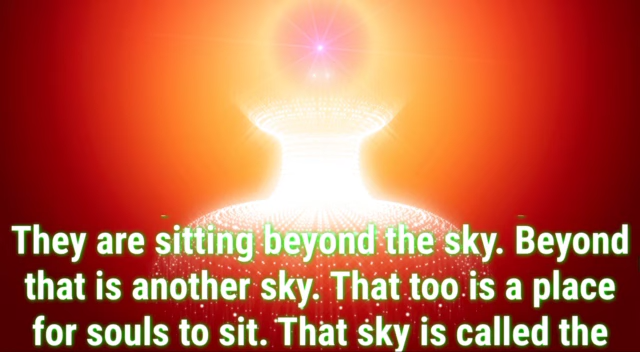 They are sitting beyond the sky. Beyond
that is another sky. That too is a place
for souls to sit. That sky is called the